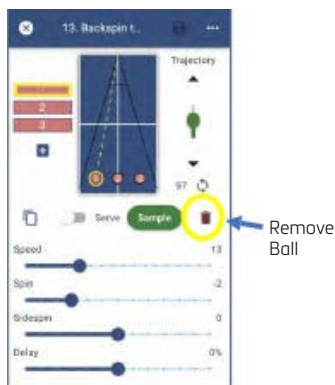 13. Backspin t..
Trajectory
2
3
97
Serve
Sample
Remove
Ball
Speed
13
Spin
-2
Sidespin
0
Delay
0%